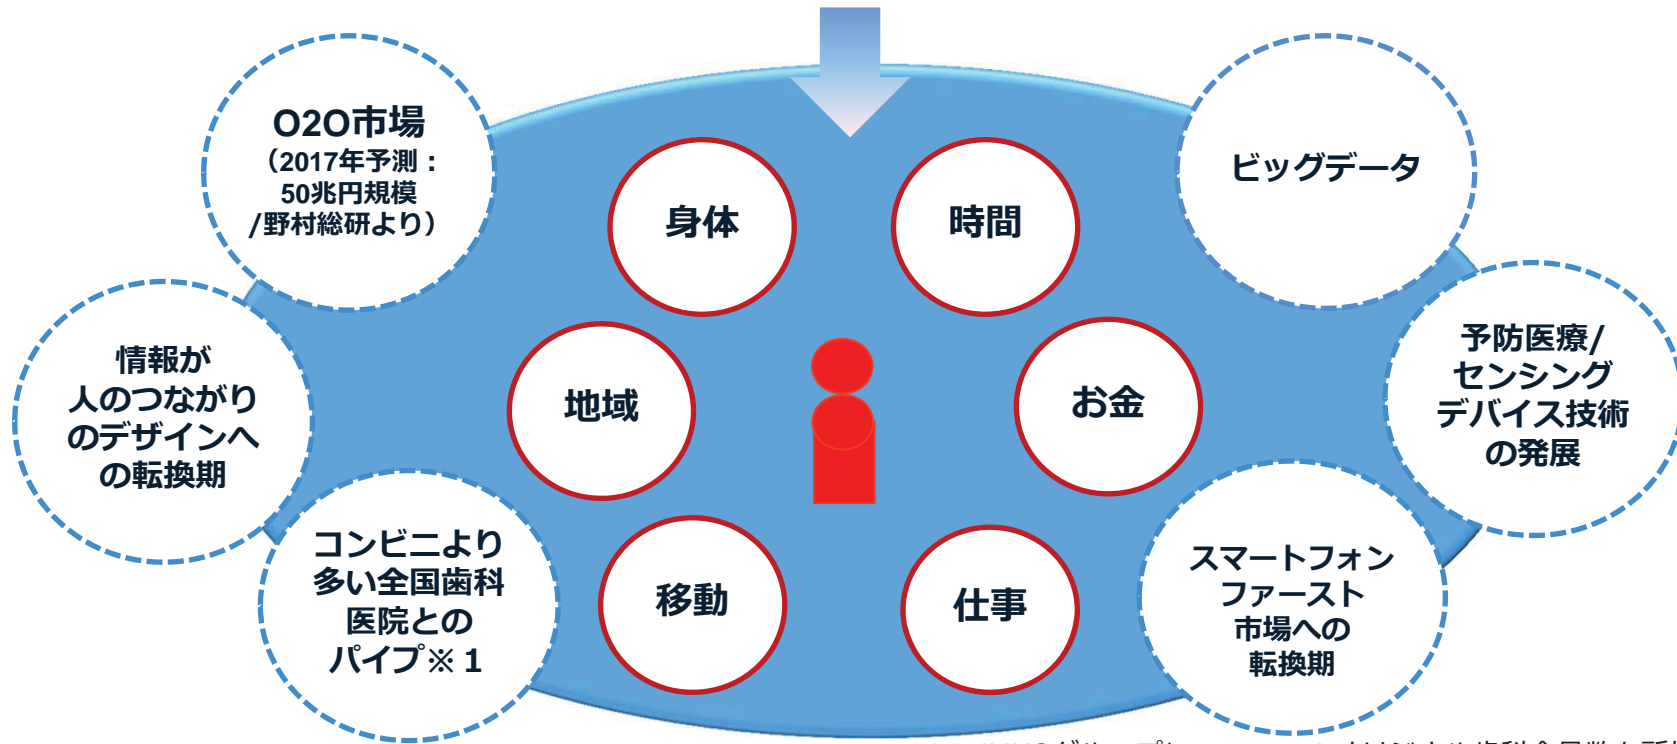 O2O市場
（2017年予測：
50兆円規模
/野村総研より）
身体
時間
ビッグデータ
情報が
人のつながり
のデザインへ
の転換期
地域
お金
予防医療/
センシング
デバイス技術
の発展
コンビニより
多い全国歯科
医院との
パイプ※１
移動
仕事
スマートフォン
ファースト
市場への
転換期